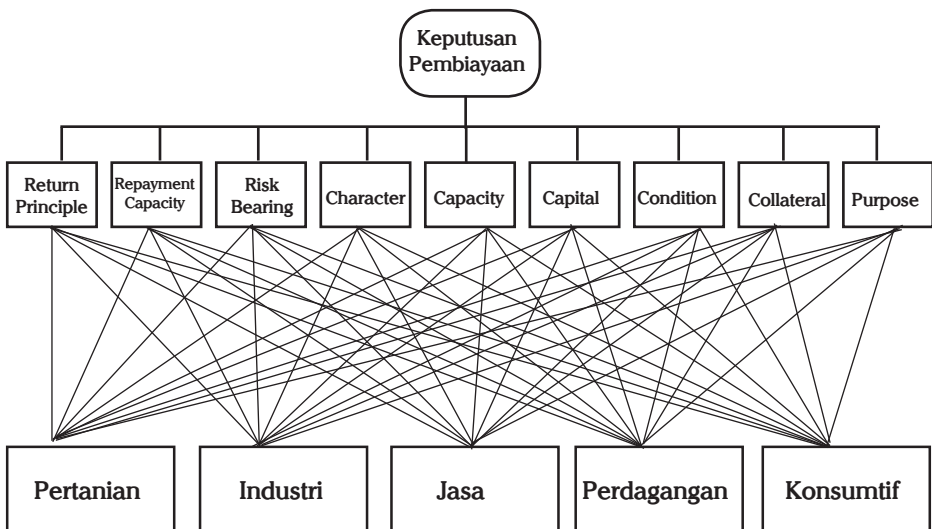 Keputusan
Pembiayaan
Return
Principle
Repayment
Capacity
Risk
Bearing
Character
Capacity
Capital
Condition
Collateral
Purpose
Pertanian
Industri
Jasa
Perdagangan
Konsumtif